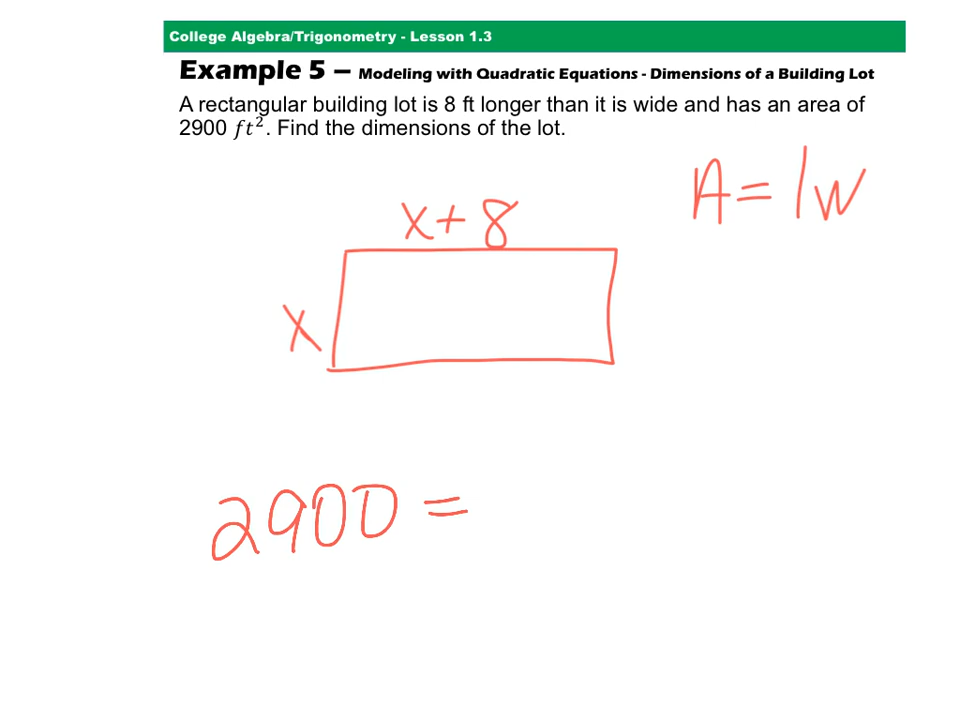 College Algebra/Trigonometry - Lesson 1.3
Example 5 – Modeling with Quadratic Equations - Dimensions of a Building Lot
A rectangular building lot is 8 ft longer than it is wide and has an area of
2900 ft². Find the dimensions of the lot.
A = lw
x + 8
x
2900 =